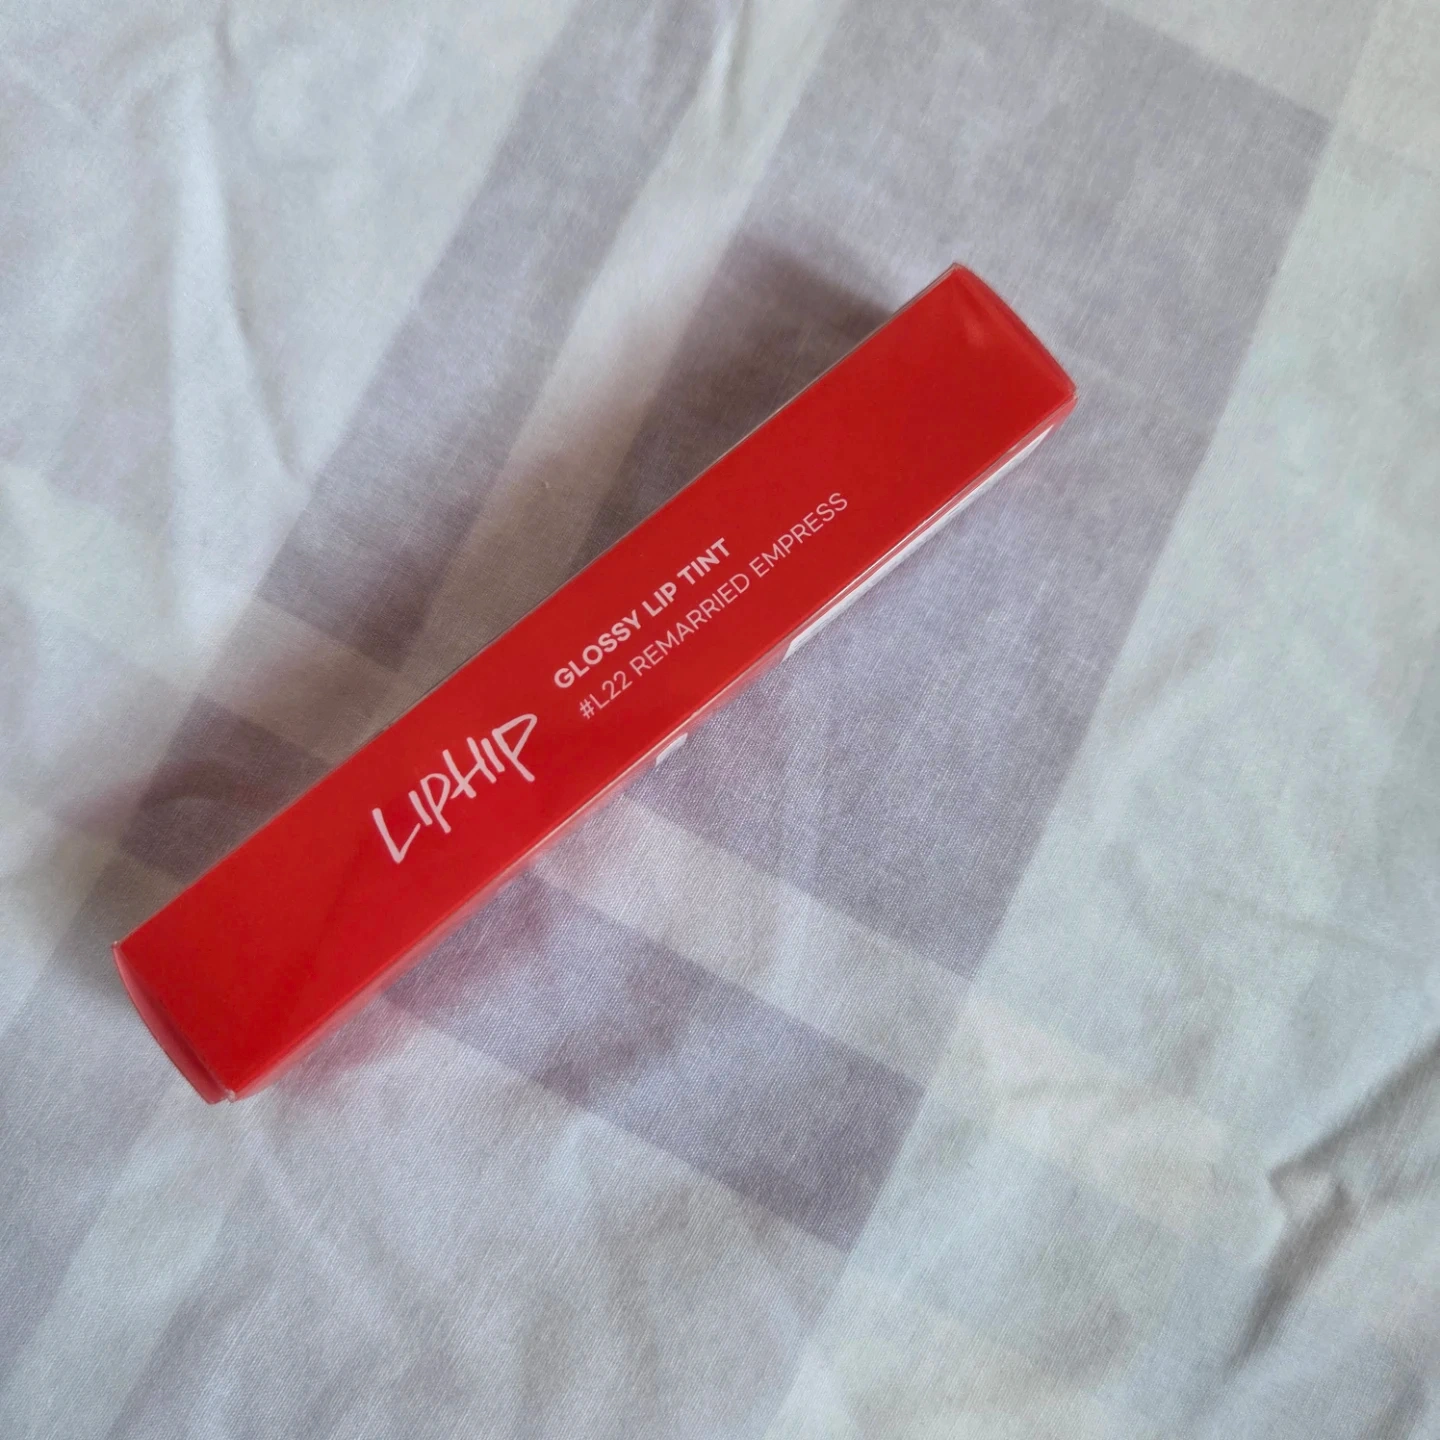 LIPHIP
GLOSSY LIP TINT
#L22 REMARRIED EMPRESS